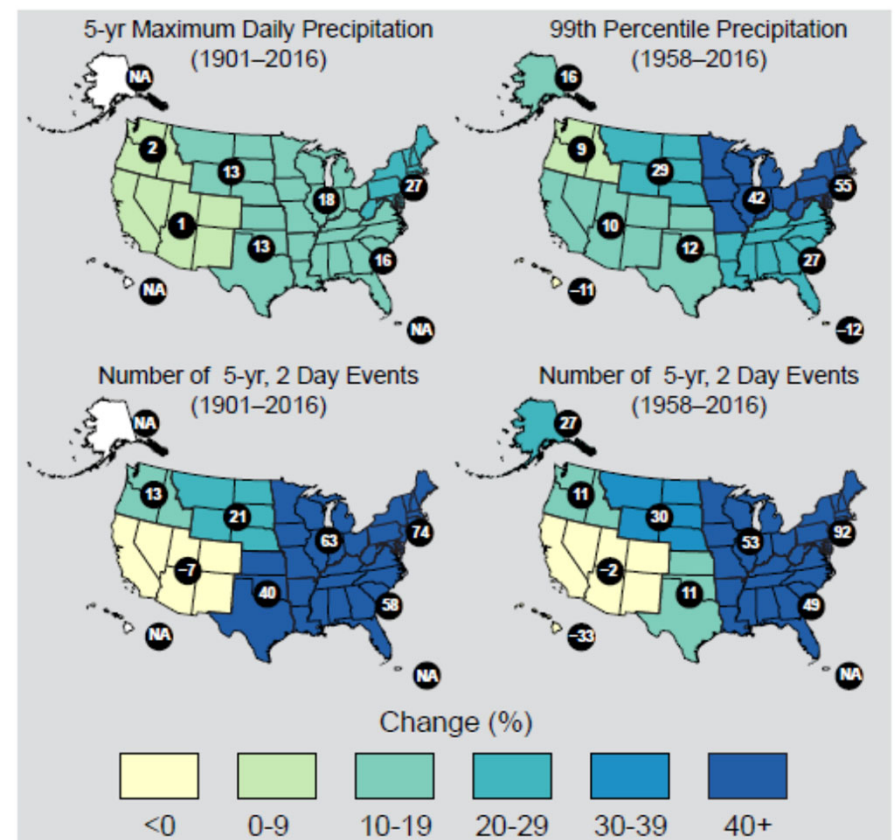 5-yr Maximum Daily Precipitation
(1901–2016)
NA
2
13
27
18
1
13
16
NA
NA
99th Percentile Precipitation
(1958–2016)
16
9
29
55
42
10
12
27
–11
–12
Number of 5-yr, 2 Day Events
(1901–2016)
NA
13
21
74
63
–7
40
58
NA
NA
Number of 5-yr, 2 Day Events
(1958–2016)
27
11
30
92
53
–2
11
49
–33
NA
Change (%)
<0 0-9 10-19 20-29 30-39 40+